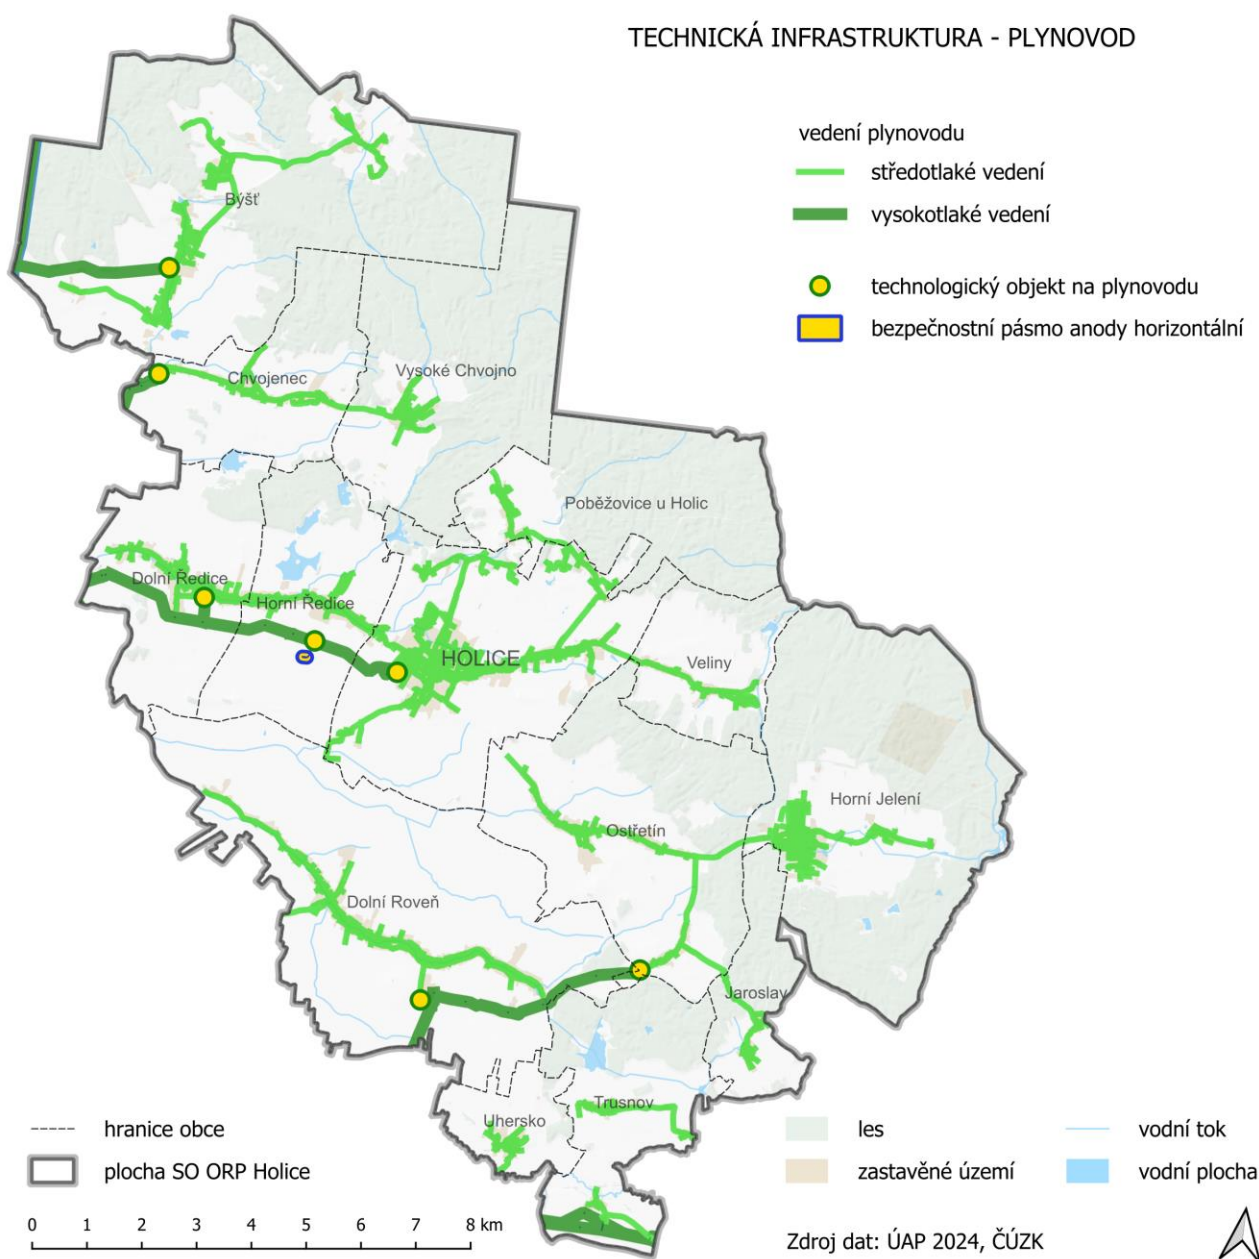 TECHNICKÁ INFRASTRUKTURA - PLYNOVOD
vedení plynovodu
středotlaké vedení
vysokotlaké vedení
technologický objekt na plynovodu
bezpečnostní pásmo anody horizontální
Býšť
Chvojenec
Vysoké Chvojno
Poběžovice u Holic
Dolní Ředice
Horní Ředice
HOLICE
Veliny
Horní Jelení
Ostřetín
Dolní Roveň
Jaroslav
Trusnov
Uhersko
hranice obce
plocha SO ORP Holice
les
zastavěné území
vodní tok
vodní plocha
0 1 2 3 4 5 6 7 8 km
Zdroj dat: ÚAP 2024, ČÚZK